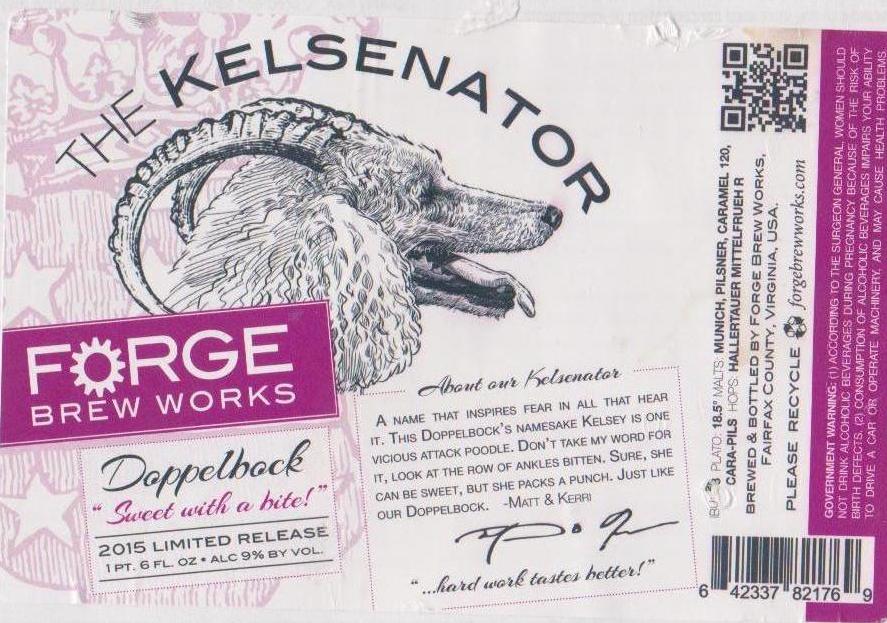 THE KELSENATOR
FORGE
BREW WORKS
Doppelbock
"Sweet with a bite!"
2015 LIMITED RELEASE
1 PT. 6 FL. OZ • ALC 9% BY VOL.
About our Kelsenator
A NAME THAT INSPIRES FEAR IN ALL THAT HEAR
IT. THIS DOPPELBOCK'S NAMESAKE KELSEY IS ONE
VICIOUS ATTACK POODLE. DON'T TAKE MY WORD FOR
IT, LOOK AT THE ROW OF ANKLES BITTEN. SURE, SHE
CAN BE SWEET, BUT SHE PACKS A PUNCH. JUST LIKE
OUR DOPPELBOCK. -MATT & KERRI
"...hard work tastes better!"
PLATO: 18.5° MALTS: MUNICH, PILSNER, CARAMEL 120,
CARA-PILS HOPS: HALLERTAUER MITTELFRUEH R
BREWED & BOTTLED BY FORGE BREW WORKS,
FAIRFAX COUNTY, VIRGINIA, USA.
PLEASE RECYCLE forgebrewworks.com
GOVERNMENT WARNING: (1) ACCORDING TO THE SURGEON GENERAL, WOMEN SHOULD
NOT DRINK ALCOHOLIC BEVERAGES DURING PREGNANCY BECAUSE OF THE RISK OF
BIRTH DEFECTS. (2) CONSUMPTION OF ALCOHOLIC BEVERAGES IMPAIRS YOUR ABILITY
TO DRIVE A CAR OR OPERATE MACHINERY, AND MAY CAUSE HEALTH PROBLEMS
6 42337 82176 9